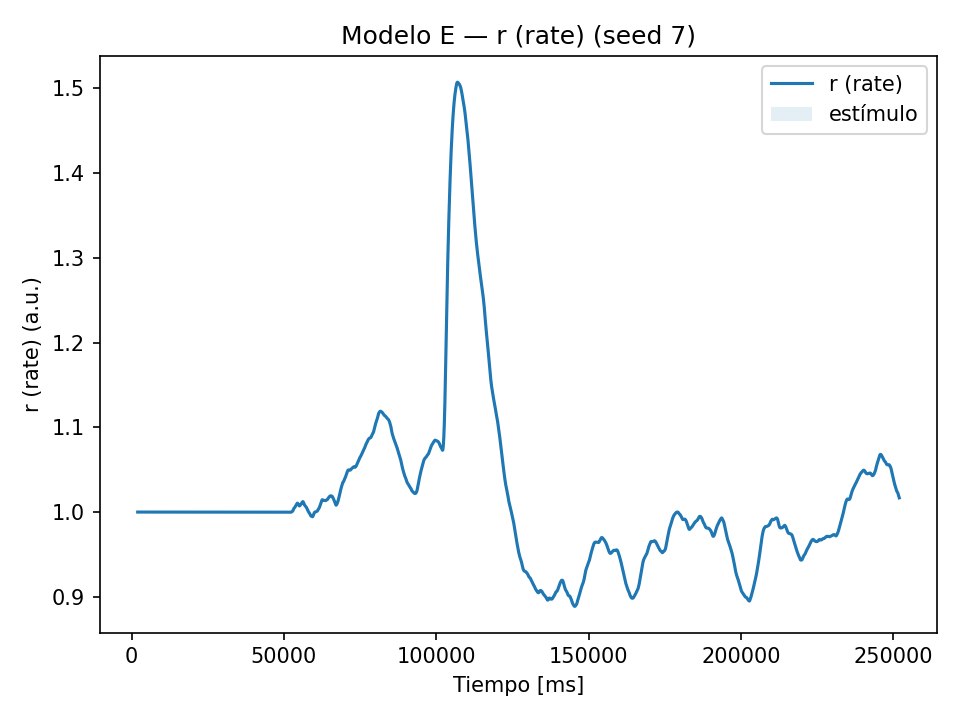 Modelo E — r (rate) (seed 7)
r (rate)
estímulo
r (rate) (a.u.)
1.5
1.4
1.3
1.2
1.1
1.0
0.9
0 50000 100000 150000 200000 250000
Tiempo [ms]